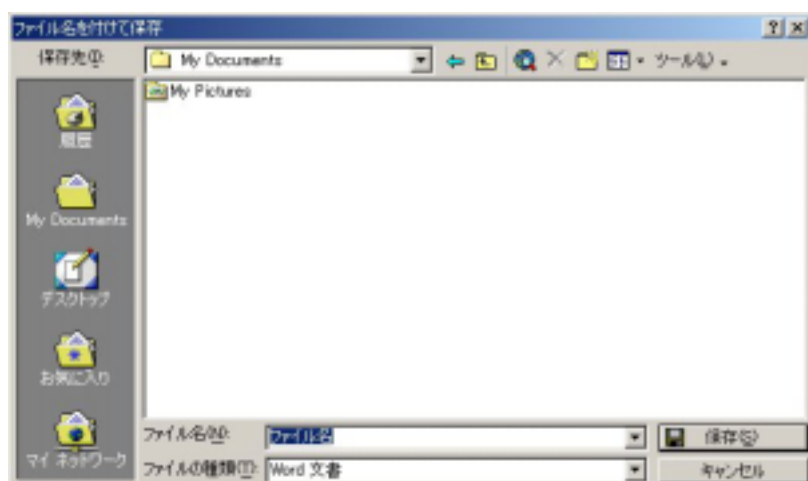 ファイル名を付けて保存
保存先(I):
My Documents
ツール(L)
My Pictures
履歴
My Documents
デスクトップ
お気に入り
マイ ネットワーク
ファイル名(N):
ファイル名
保存(S)
ファイルの種類(T):
Word 文書
キャンセル